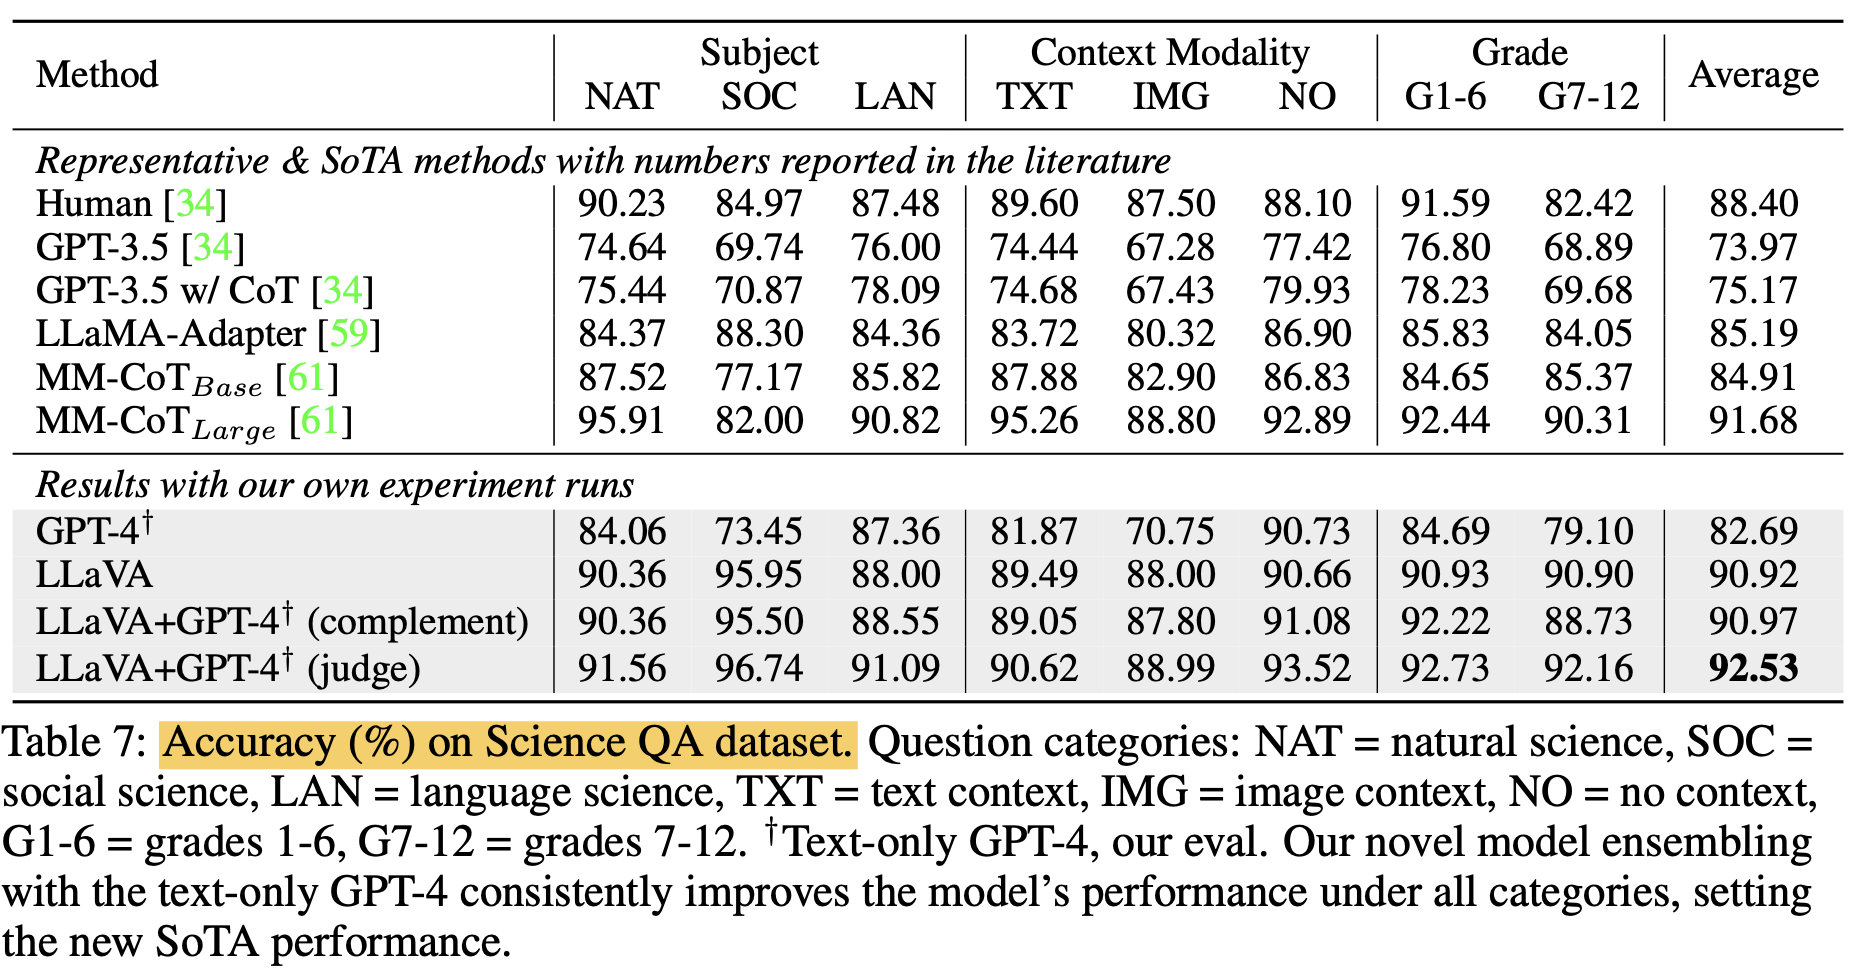 Method Subject Context Modality Grade Average
NAT SOC LAN TXT IMG NO G1-6 G7-12
Representative & SoTA methods with numbers reported in the literature
Human [34] 90.23 84.97 87.48 89.60 87.50 88.10 91.59 82.42 88.40
GPT-3.5 [34] 74.64 69.74 76.00 74.44 67.28 77.42 76.80 68.89 73.97
GPT-3.5 w/ CoT [34] 75.44 70.87 78.09 74.68 67.43 79.93 78.23 69.68 75.17
LLaMA-Adapter [59] 84.37 88.30 84.36 83.72 80.32 86.90 85.83 84.05 85.19
MM-CoT Base [61] 87.52 77.17 85.82 87.88 82.90 86.83 84.65 85.37 84.91
MM-CoT Large [61] 95.91 82.00 90.82 95.26 88.80 92.89 92.44 90.31 91.68
Results with our own experiment runs
GPT-4† 84.06 73.45 87.36 81.87 70.75 90.73 84.69 79.10 82.69
LLaVA 90.36 95.95 88.00 89.49 88.00 90.66 90.93 90.90 90.92
LLaVA+GPT-4† (complement) 90.36 95.50 88.55 89.05 87.80 91.08 92.22 88.73 90.97
LLaVA+GPT-4† (judge) 91.56 96.74 91.09 90.62 88.99 93.52 92.73 92.16 92.53
Table 7: Accuracy (%) on Science QA dataset. Question categories: NAT = natural science, SOC =
social science, LAN = language science, TXT = text context, IMG = image context, NO = no context,
G1-6 = grades 1-6, G7-12 = grades 7-12. †Text-only GPT-4, our eval. Our novel model ensembling
with the text-only GPT-4 consistently improves the model's performance under all categories, setting
the new SoTA performance.